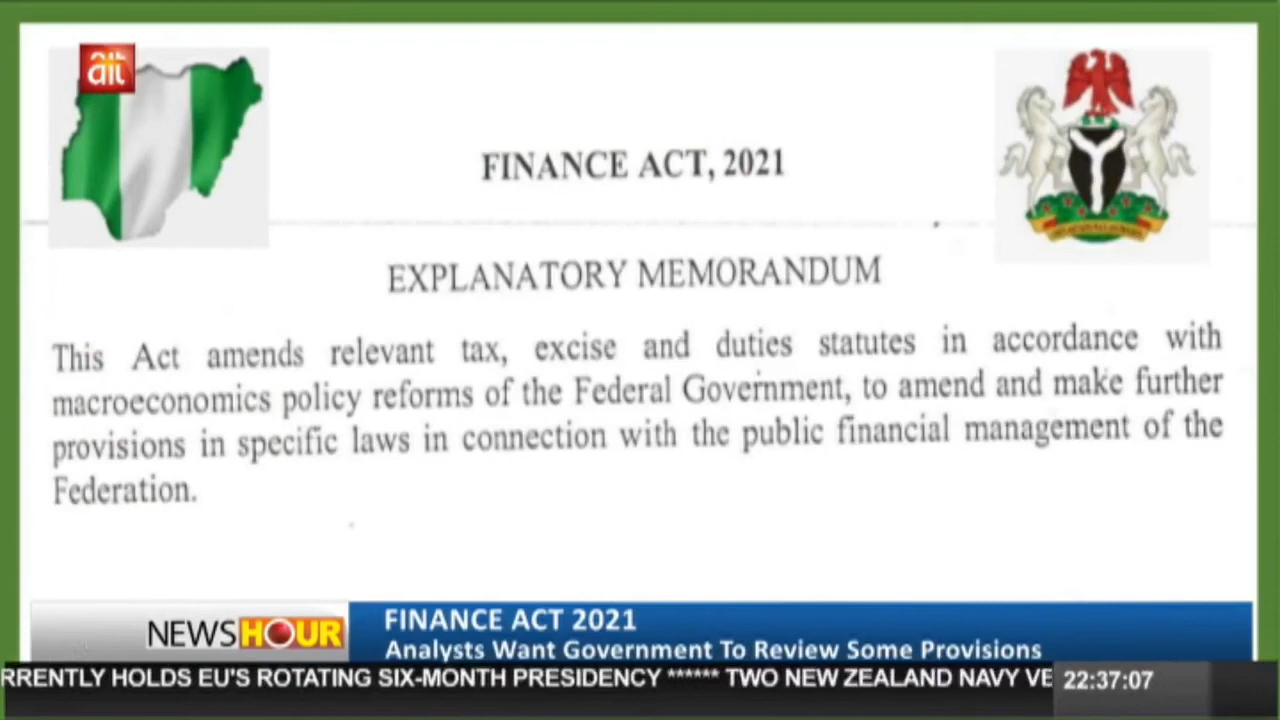 ait
FINANCE ACT, 2021
EXPLANATORY MEMORANDUM
This Act amends relevant tax, excise and duties statutes in accordance with
macroeconomics policy reforms of the Federal Government, to amend and make further
provisions in specific laws in connection with the public financial management of the
Federation.
NEWSHOUR
FINANCE ACT 2021
Analysts Want Government To Review Some Provisions
RRENTLY HOLDS EU'S ROTATING SIX-MONTH PRESIDENCY ****** TWO NEW ZEALAND NAVY VE
22:37:07